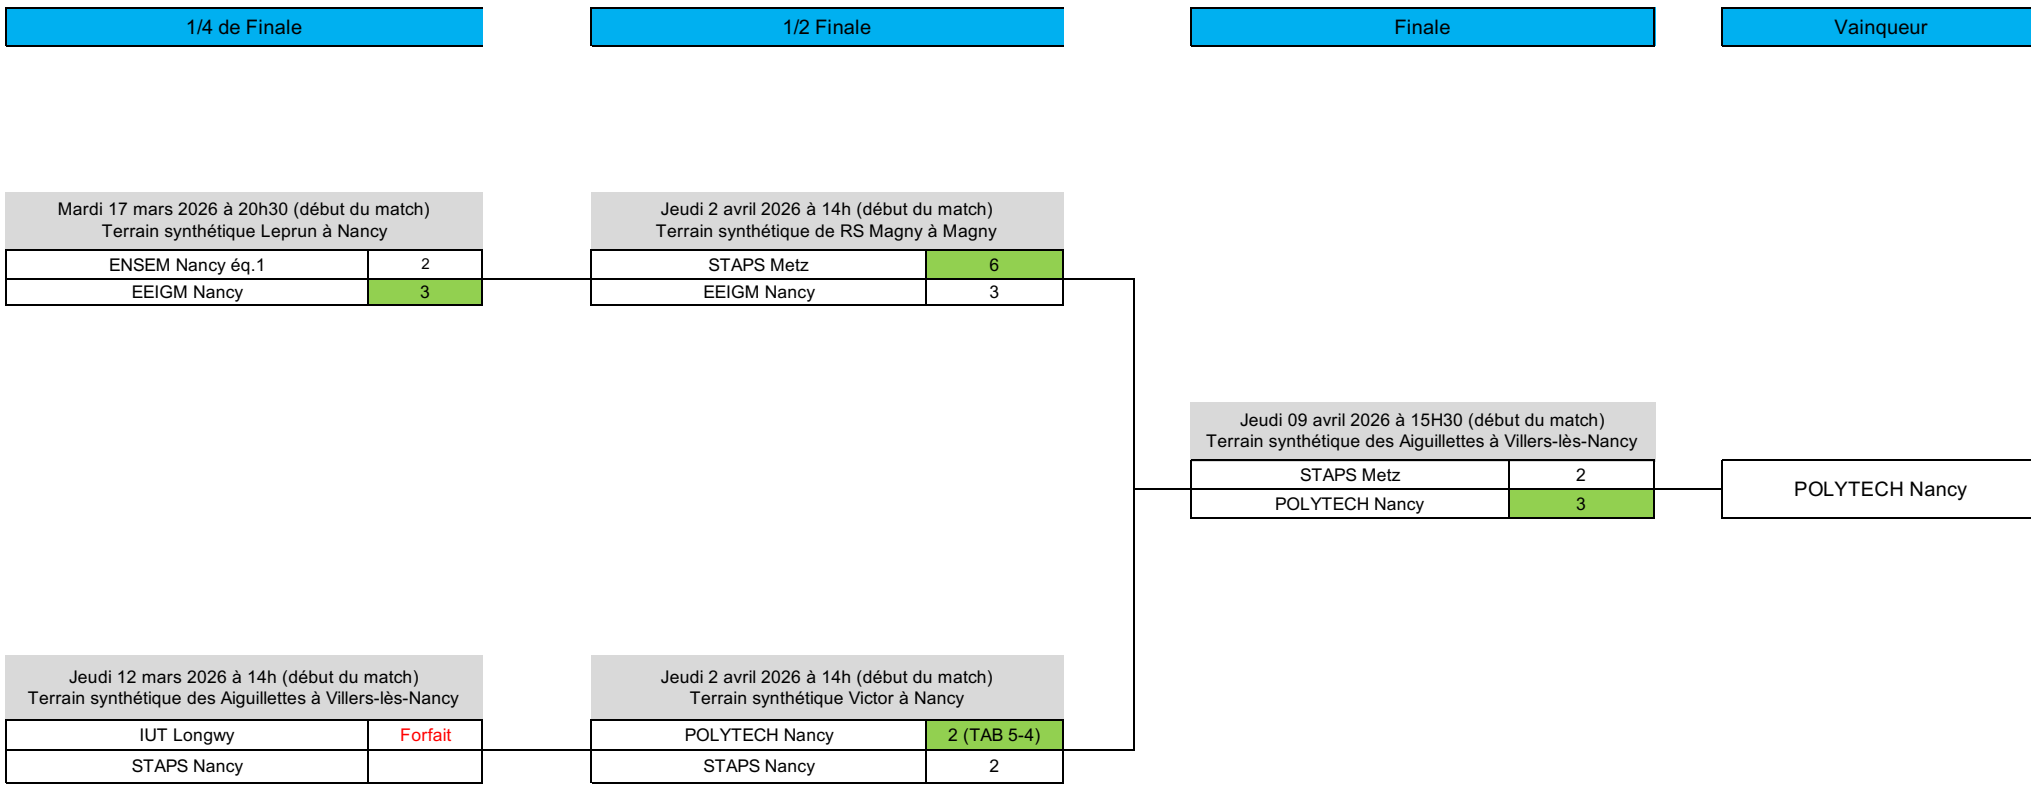 1/4 de Finale
1/2 Finale
Finale
Vainqueur
Mardi 17 mars 2026 à 20h30 (début du match)
Terrain synthétique Leprun à Nancy
ENSEM Nancy éq.1 2
EEIGM Nancy 3
Jeudi 2 avril 2026 à 14h (début du match)
Terrain synthétique de RS Magny à Magny
STAPS Metz 6
EEIGM Nancy 3
Jeudi 09 avril 2026 à 15H30 (début du match)
Terrain synthétique des Aiguillettes à Villers-lès-Nancy
STAPS Metz 2
POLYTECH Nancy 3
POLYTECH Nancy
Jeudi 12 mars 2026 à 14h (début du match)
Terrain synthétique des Aiguillettes à Villers-lès-Nancy
IUT Longwy Forfait
STAPS Nancy
Jeudi 2 avril 2026 à 14h (début du match)
Terrain synthétique Victor à Nancy
POLYTECH Nancy 2 (TAB 5-4)
STAPS Nancy 2